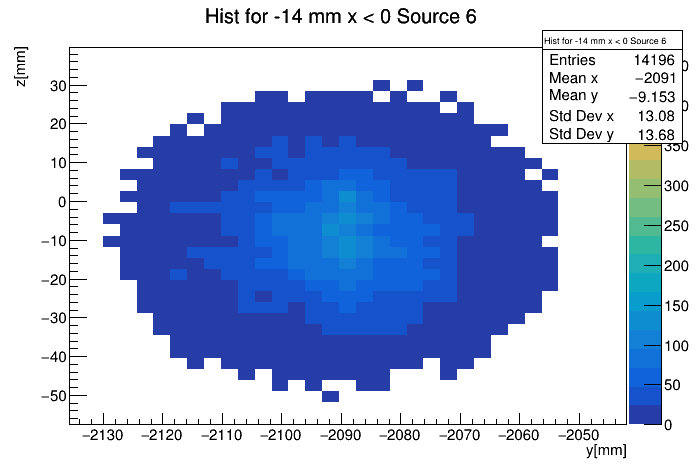 Hist for -14 mm x < 0 Source 6
z[mm]
Hist for -14 mm x < 0 Source 6
Entries 14196
Mean x −2091
Mean y −9.153
Std Dev x 13.08
Std Dev y 13.68
30
20
10
0
−10
−20
−30
−40
−50
−2130 −2120 −2110 −2100 −2090 −2080 −2070 −2060 −2050
y[mm]
350
300
250
200
150
100
50
0